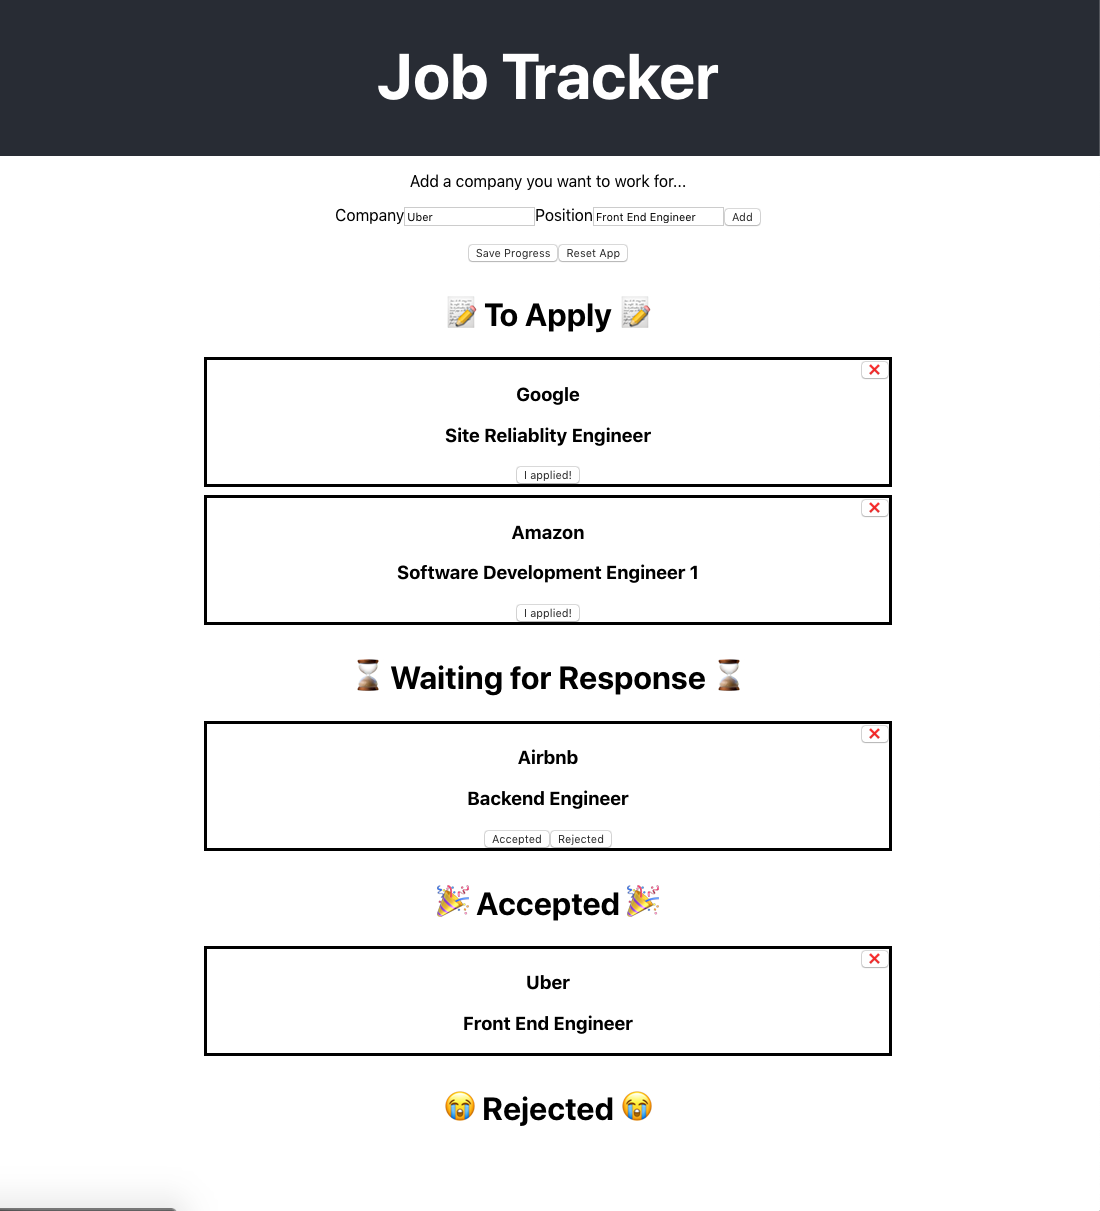 Job Tracker
Add a company you want to work for...
Company Uber Position Front End Engineer Add
Save Progress Reset App
📝 To Apply 📝
❌
Google
Site Reliablity Engineer
I applied!
❌
Amazon
Software Development Engineer 1
I applied!
⏳ Waiting for Response ⏳
❌
Airbnb
Backend Engineer
Accepted Rejected
🎉 Accepted 🎉
❌
Uber
Front End Engineer
😭 Rejected 😭